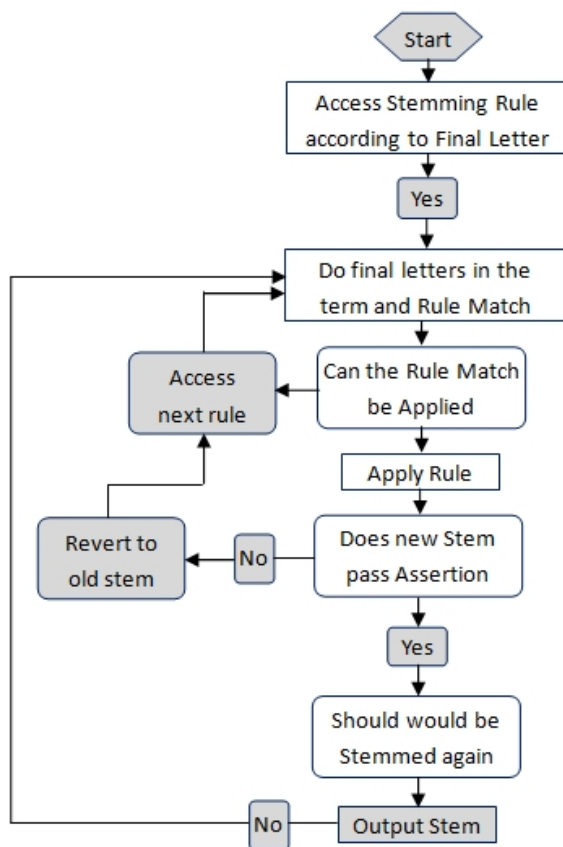 Start
Access Stemming Rule
according to Final Letter
Yes
Do final letters in the
term and Rule Match
Access
next rule
Can the Rule Match
be Applied
Apply Rule
Revert to
old stem
No
Does new Stem
pass Assertion
Yes
Should would be
Stemmed again
No
Output Stem